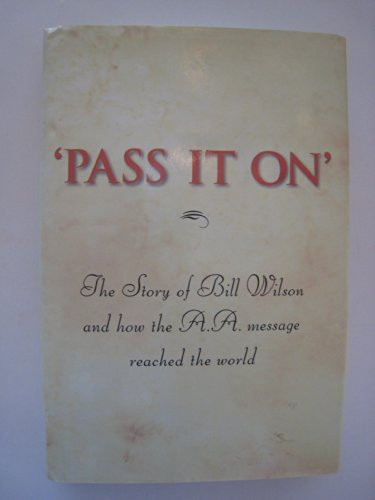 ‘PASS IT ON’
The Story of Bill Wilson
and how the A.A. message
reached the world